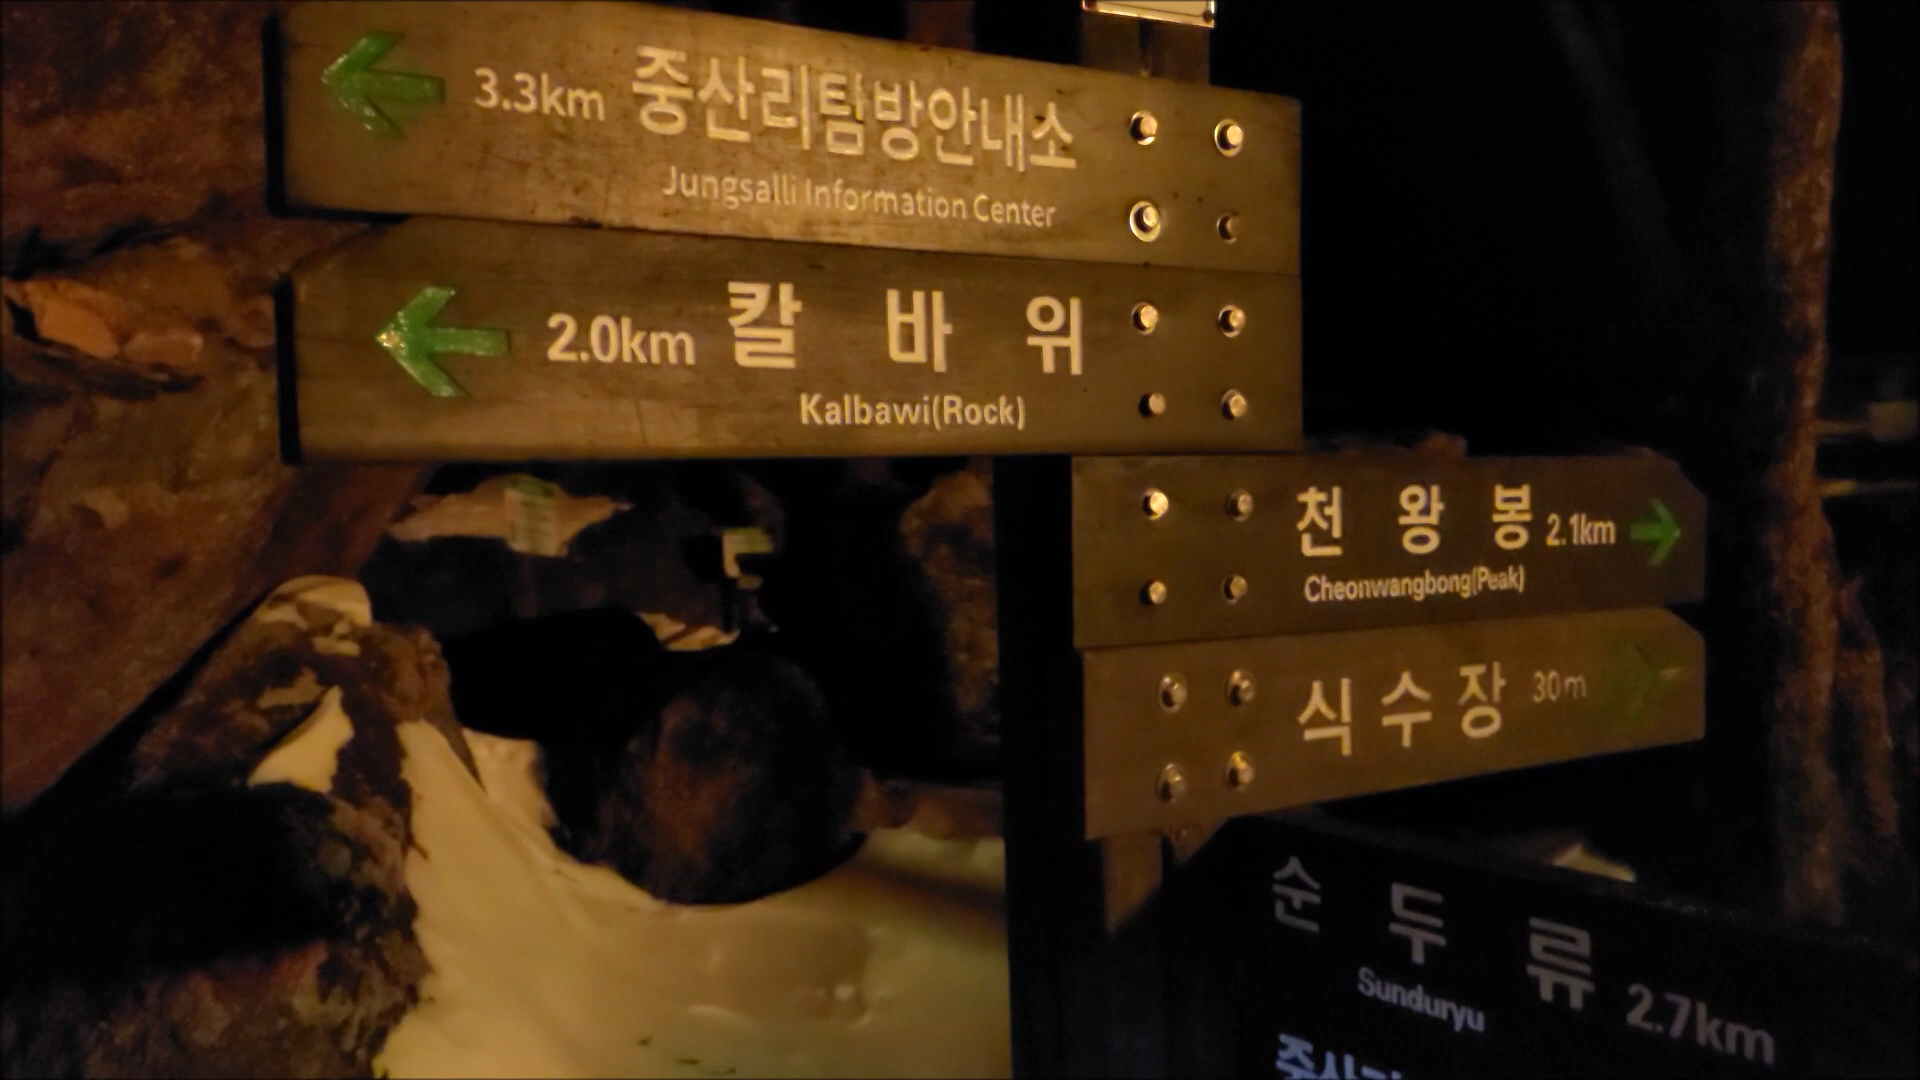 3.3km 중산리탐방안내소
Jungsalli Information Center
2.0km 칼 바 위
Kalbawi(Rock)
천 왕 봉 2.1km
Cheonwangbong(Peak)
식수장 30m
순 두 류 2.7km
Sunduryu